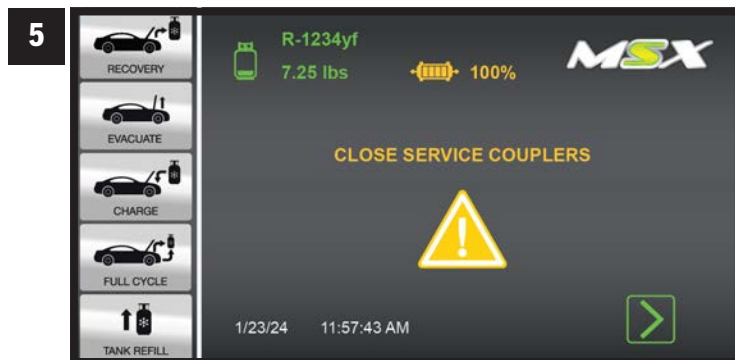 5
RECOVERY
EVACUATE
CHARGE
FULL CYCLE
TANK REFILL
R-1234yf
7.25 lbs
100%
MSX
CLOSE SERVICE COUPLERS
1/23/24 11:57:43 AM